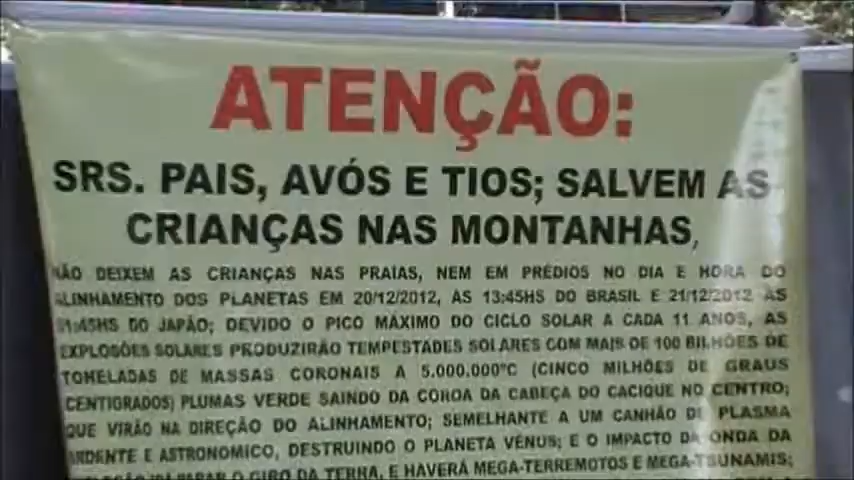 ATENÇÃO:
SRS. PAIS, AVÓS E TIOS; SALVEM AS
CRIANÇAS NAS MONTANHAS,
NÃO DEIXEM AS CRIANÇAS NAS PRAÍAS, NEM EM PRÉDIOS NO DIA E HORA DO
ALINHAMENTO DOS PLANETAS EM 20/12/2012, AS 13:45HS DO BRASIL E 21/12/2012 AS
01:45HS DO JAPÃO; DEVIDO O PICO MÁXIMO DO CICLO SOLAR A CADA 11 ANOS, AS
EXPLOSÕES SOLARES PRODUZIRÃO TEMPESTADES SOLARES COM MAIS DE 100 BILHÕES DE
TONELADAS DE MASSAS CORONAIS A 5.000.000ºC (CINCO MILHÕES DE GRAUS
CENTIGRADOS) PLUMAS VERDE SAINDO DA COROA DA CABEÇA DO CACIQUE NO CENTRO;
QUE VIRÃO NA DIREÇÃO DO ALINHAMENTO; SEMELHANTE A UM CANHÃO DE PLASMA
ARDENTE E ASTRONOMICO, DESTRUINDO O PLANETA VÊNUS; E O IMPACTO DA ONDA DA
IRÁ PARAR O GIRO DA TERRA, E HAVERÁ MEGA-TERREMOTOS E MEGA-TSUNAMIS;